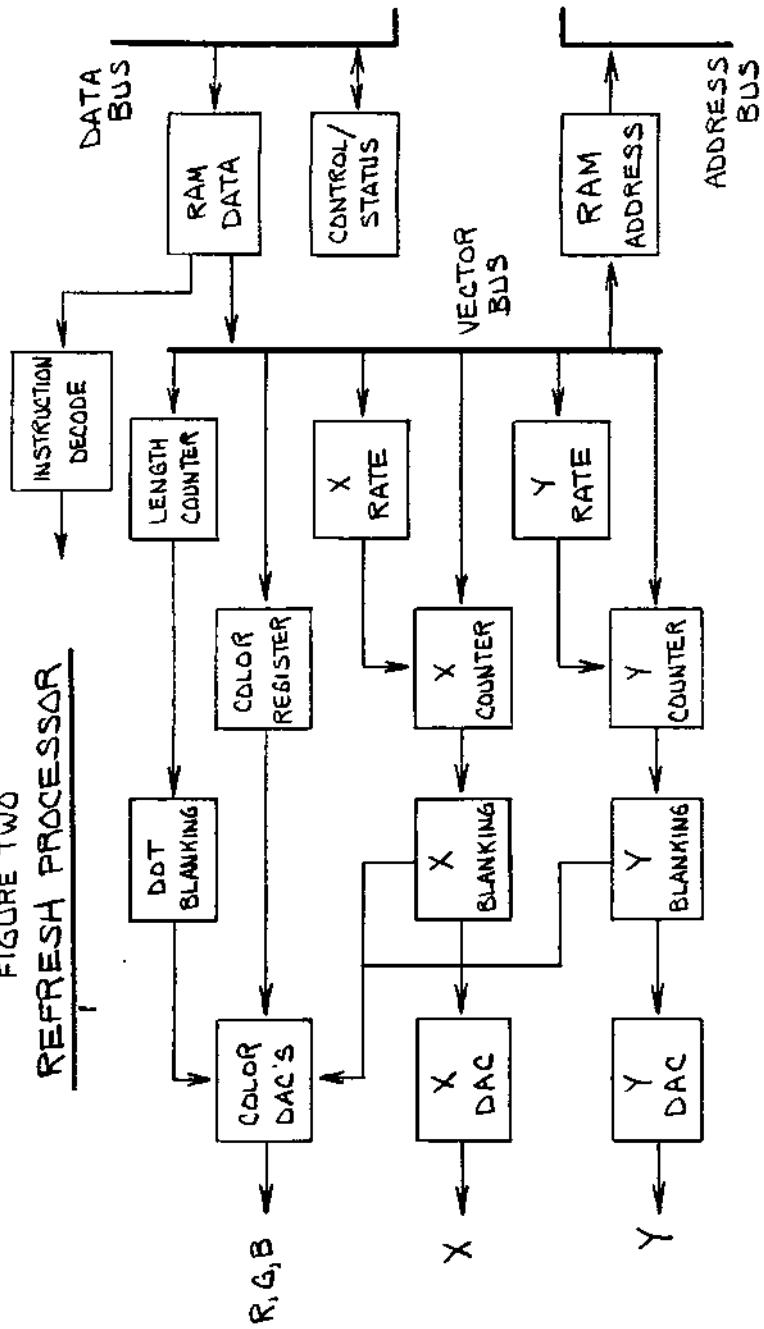 FIGURE TWO
REFRESH PROCESSOR
DATA
BUS
RAM
DATA
CONTROL/
STATUS
INSTRUCTION
DECODE
VECTOR
BUS
RAM
ADDRESS
ADDRESS
BUS
LENGTH
COUNTER
X
RATE
Y
RATE
COLOR
REGISTER
X
COUNTER
Y
COUNTER
DOT
BLANKING
X
BLANKING
Y
BLANKING
COLOR
DAC'S
X
DAC
Y
DAC
R,G,B
X
Y